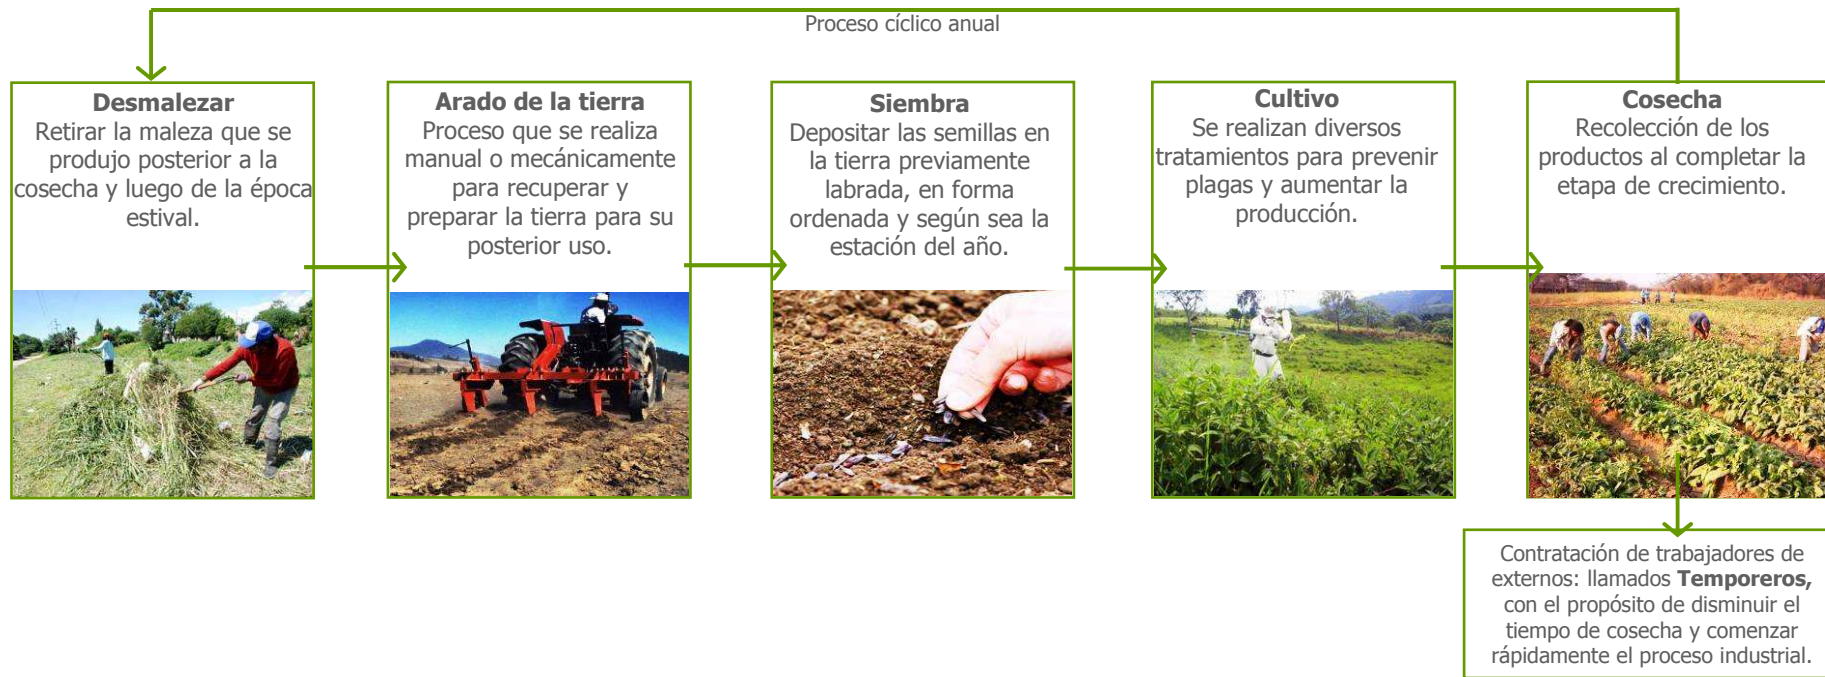 Proceso cíclico anual
Desmalezar
Retirar la maleza que se
produjo posterior a la
cosecha y luego de la época
estival.
Arado de la tierra
Proceso que se realiza
manual o mecánicamente
para recuperar y
preparar la tierra para su
posterior uso.
Siembra
Depositar las semillas en
la tierra previamente
labrada, en forma
ordenada y según sea la
estación del año.
Cultivo
Se realizan diversos
tratamientos para prevenir
plagas y aumentar la
producción.
Cosecha
Recolección de los
productos al completar la
etapa de crecimiento.
Contratación de trabajadores de
externos: llamados Temporeros,
con el propósito de disminuir el
tiempo de cosecha y comenzar
rápidamente el proceso industrial.